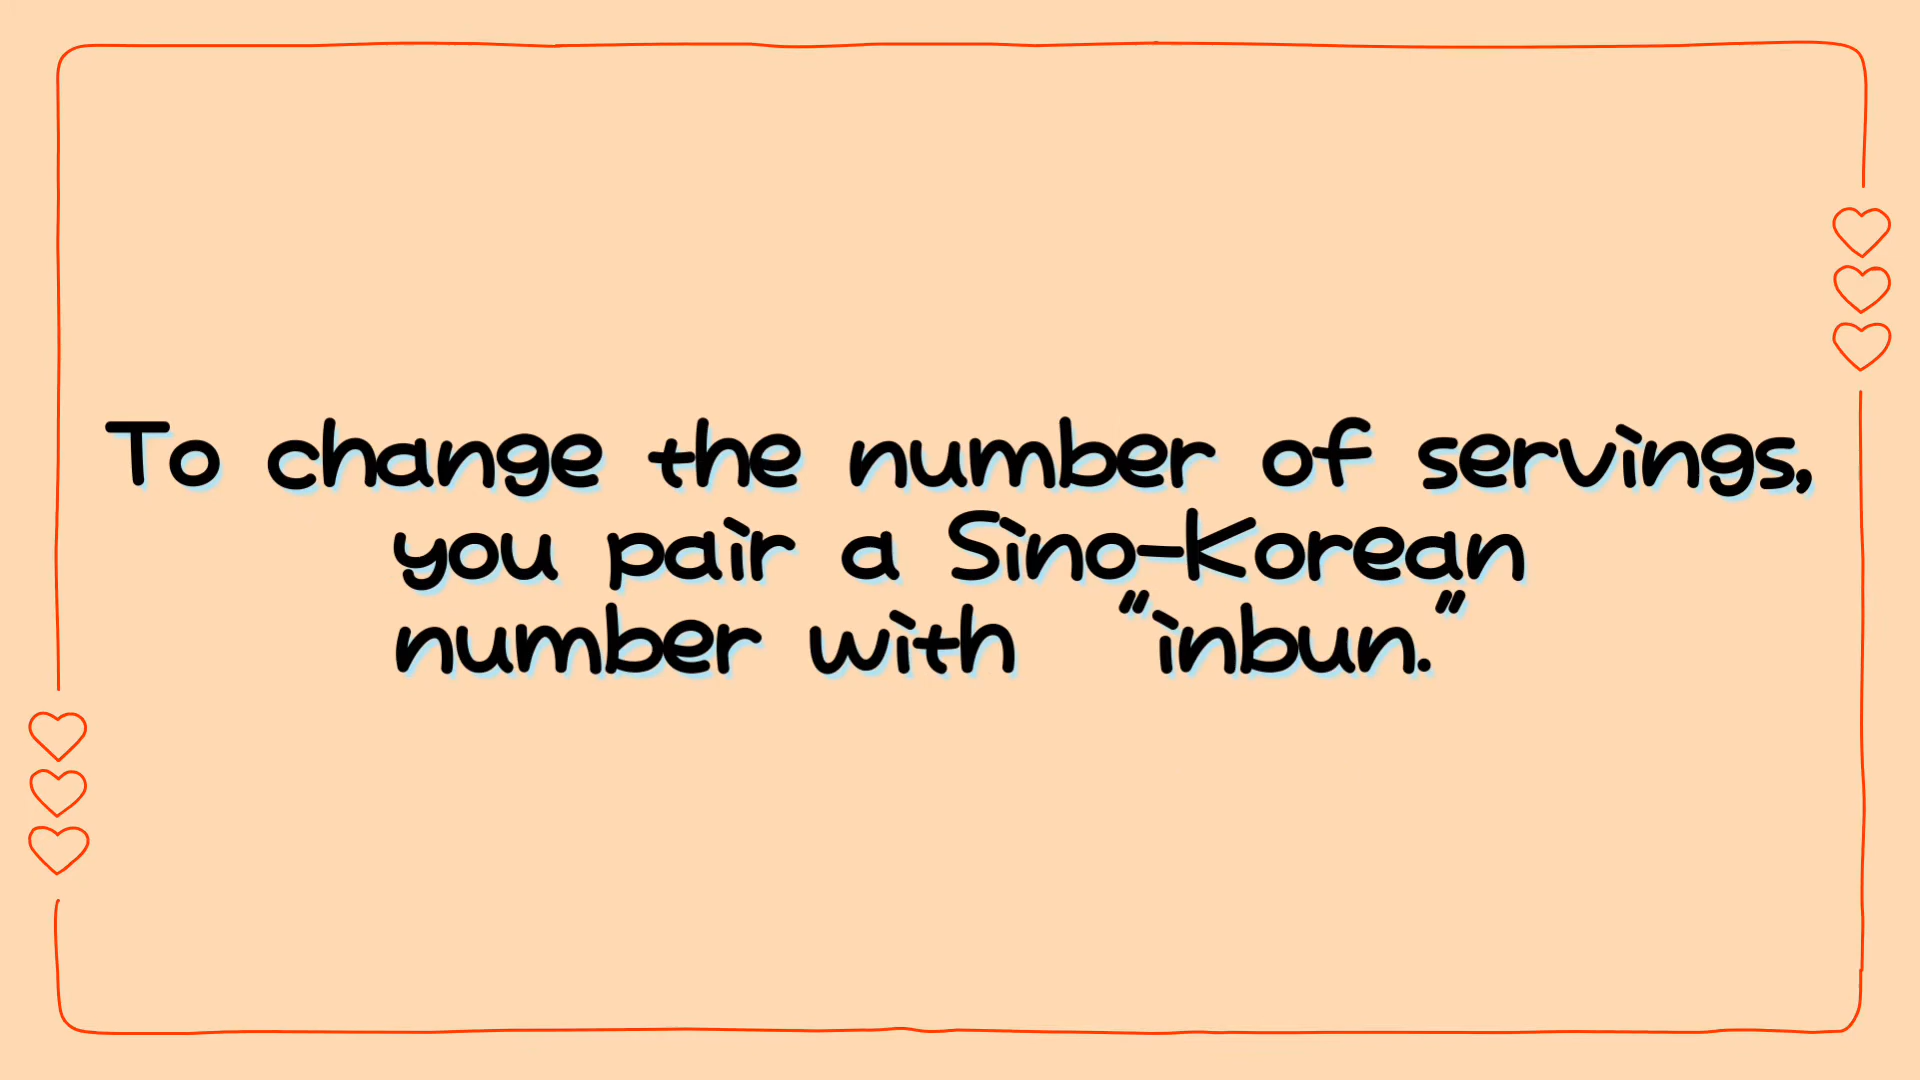 To change the number of servings,
you pair a Sino-Korean
number with "inbun."